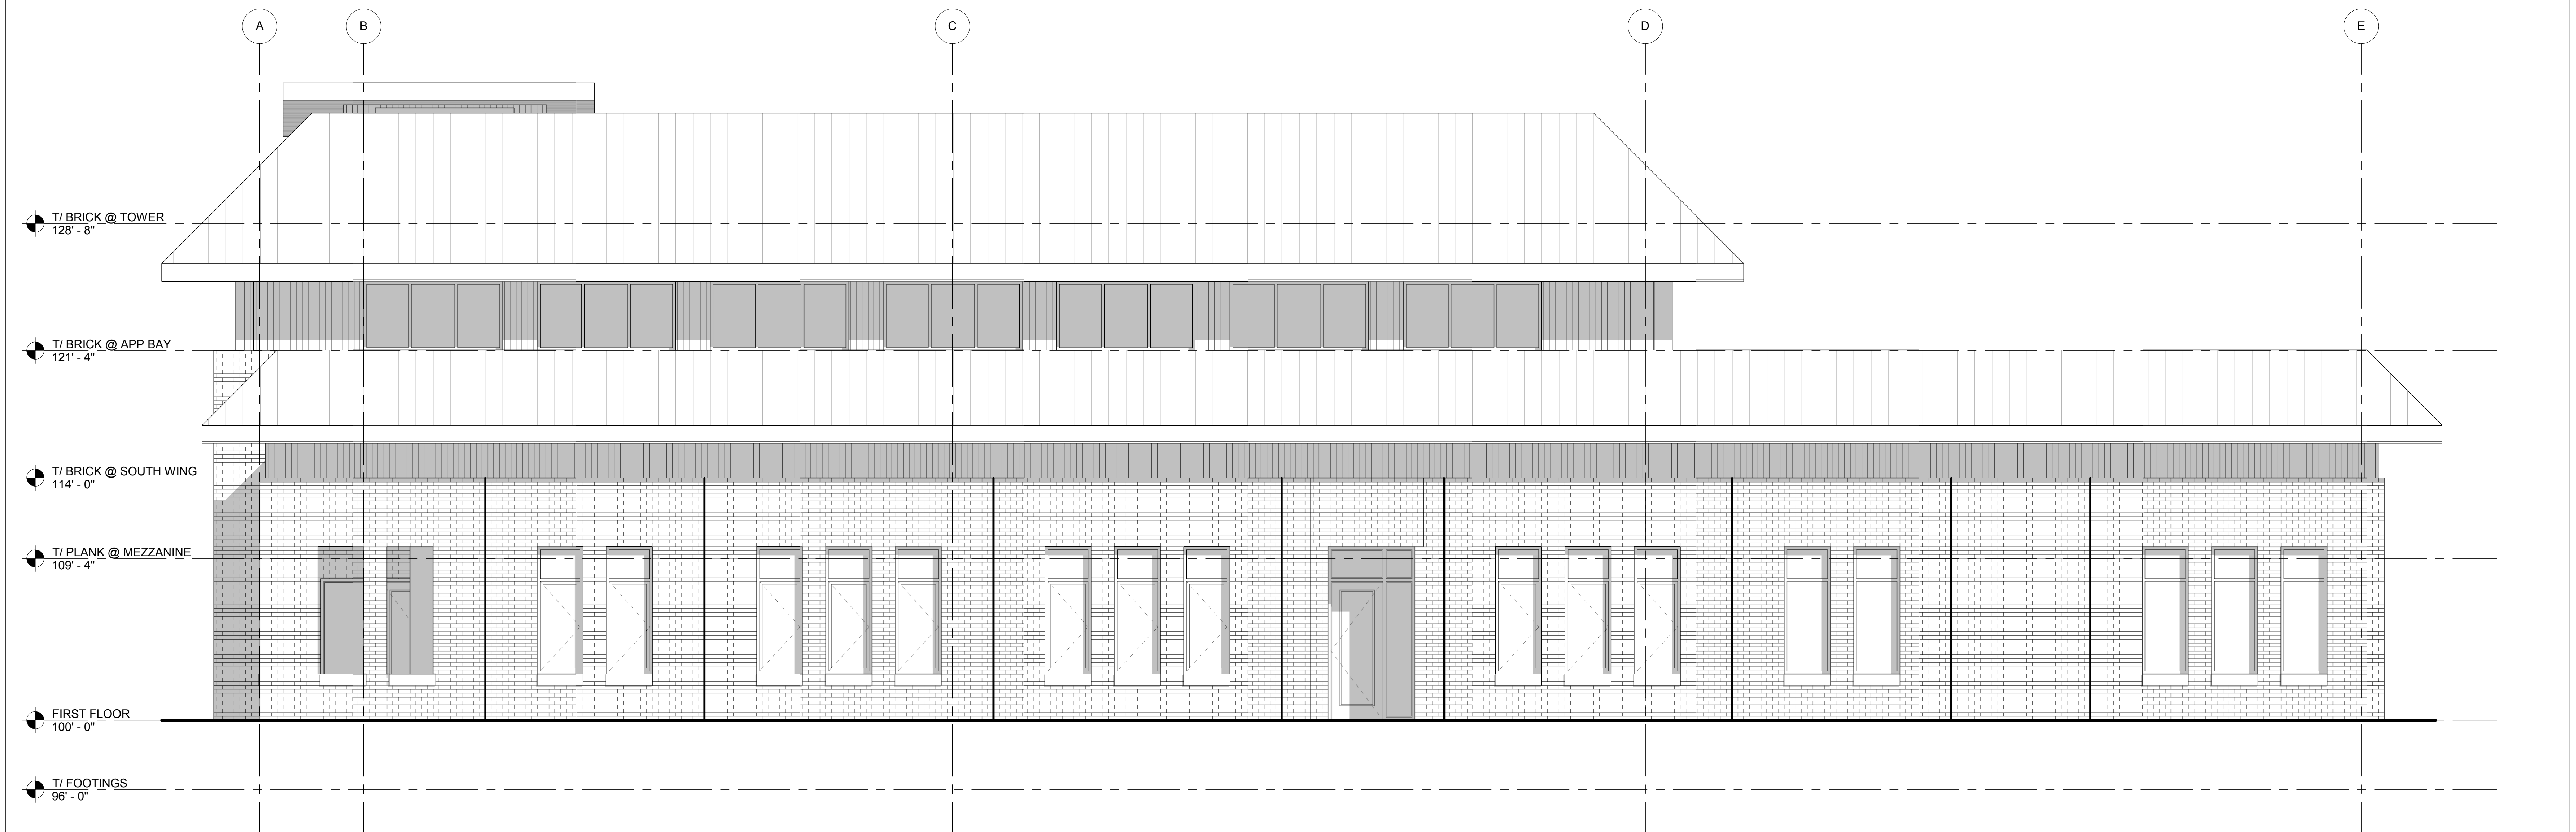 A
B
C
D
E
T/ BRICK @ TOWER
128' - 8"
T/ BRICK @ APP BAY
121' - 4"
T/ BRICK @ SOUTH WING
114' - 0"
T/ PLANK @ MEZZANINE
109' - 4"
FIRST FLOOR
100' - 0"
T/ FOOTINGS
96' - 0"